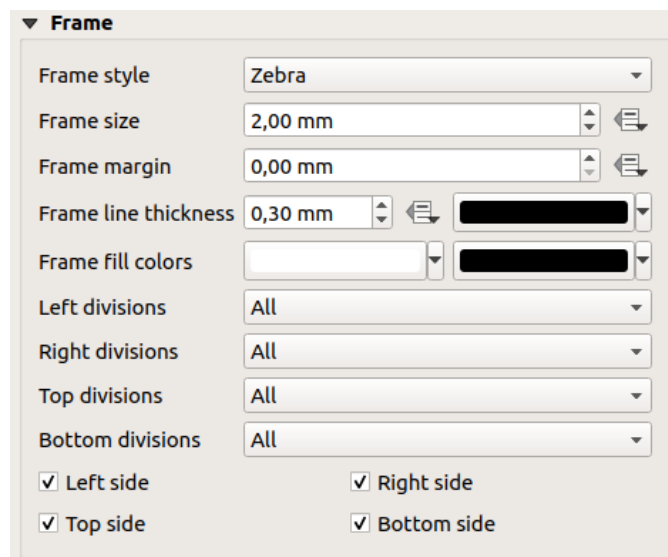 Frame
Frame style Zebra
Frame size 2,00 mm
Frame margin 0,00 mm
Frame line thickness 0,30 mm
Frame fill colors
Left divisions All
Right divisions All
Top divisions All
Bottom divisions All
Left side Right side
Top side Bottom side